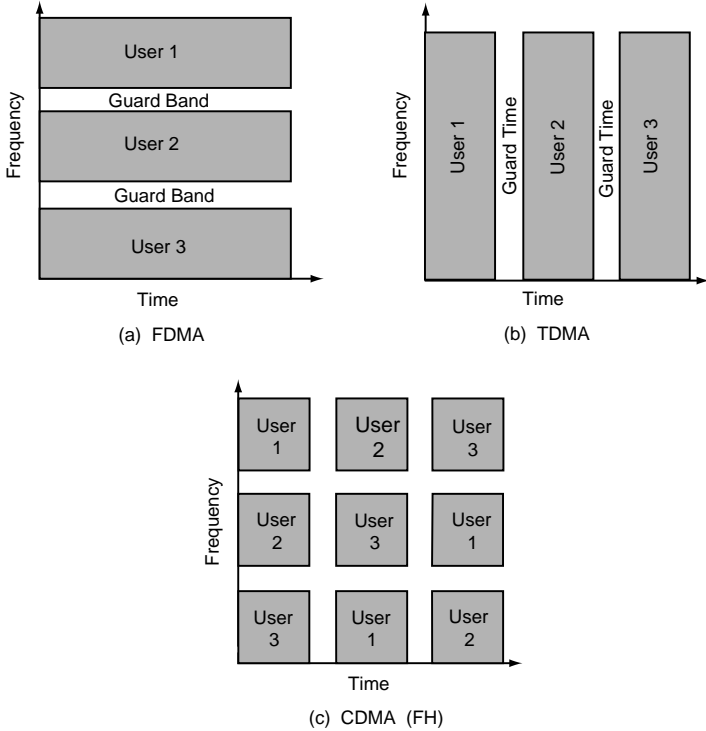 Frequency
User 1
Guard Band
User 2
Guard Band
User 3
Time
(a) FDMA
Frequency
User 1
Guard Time
User 2
Guard Time
User 3
Time
(b) TDMA
Frequency
User
1
User
2
User
3
User
2
User
3
User
1
User
3
User
1
User
2
Time
(c) CDMA (FH)